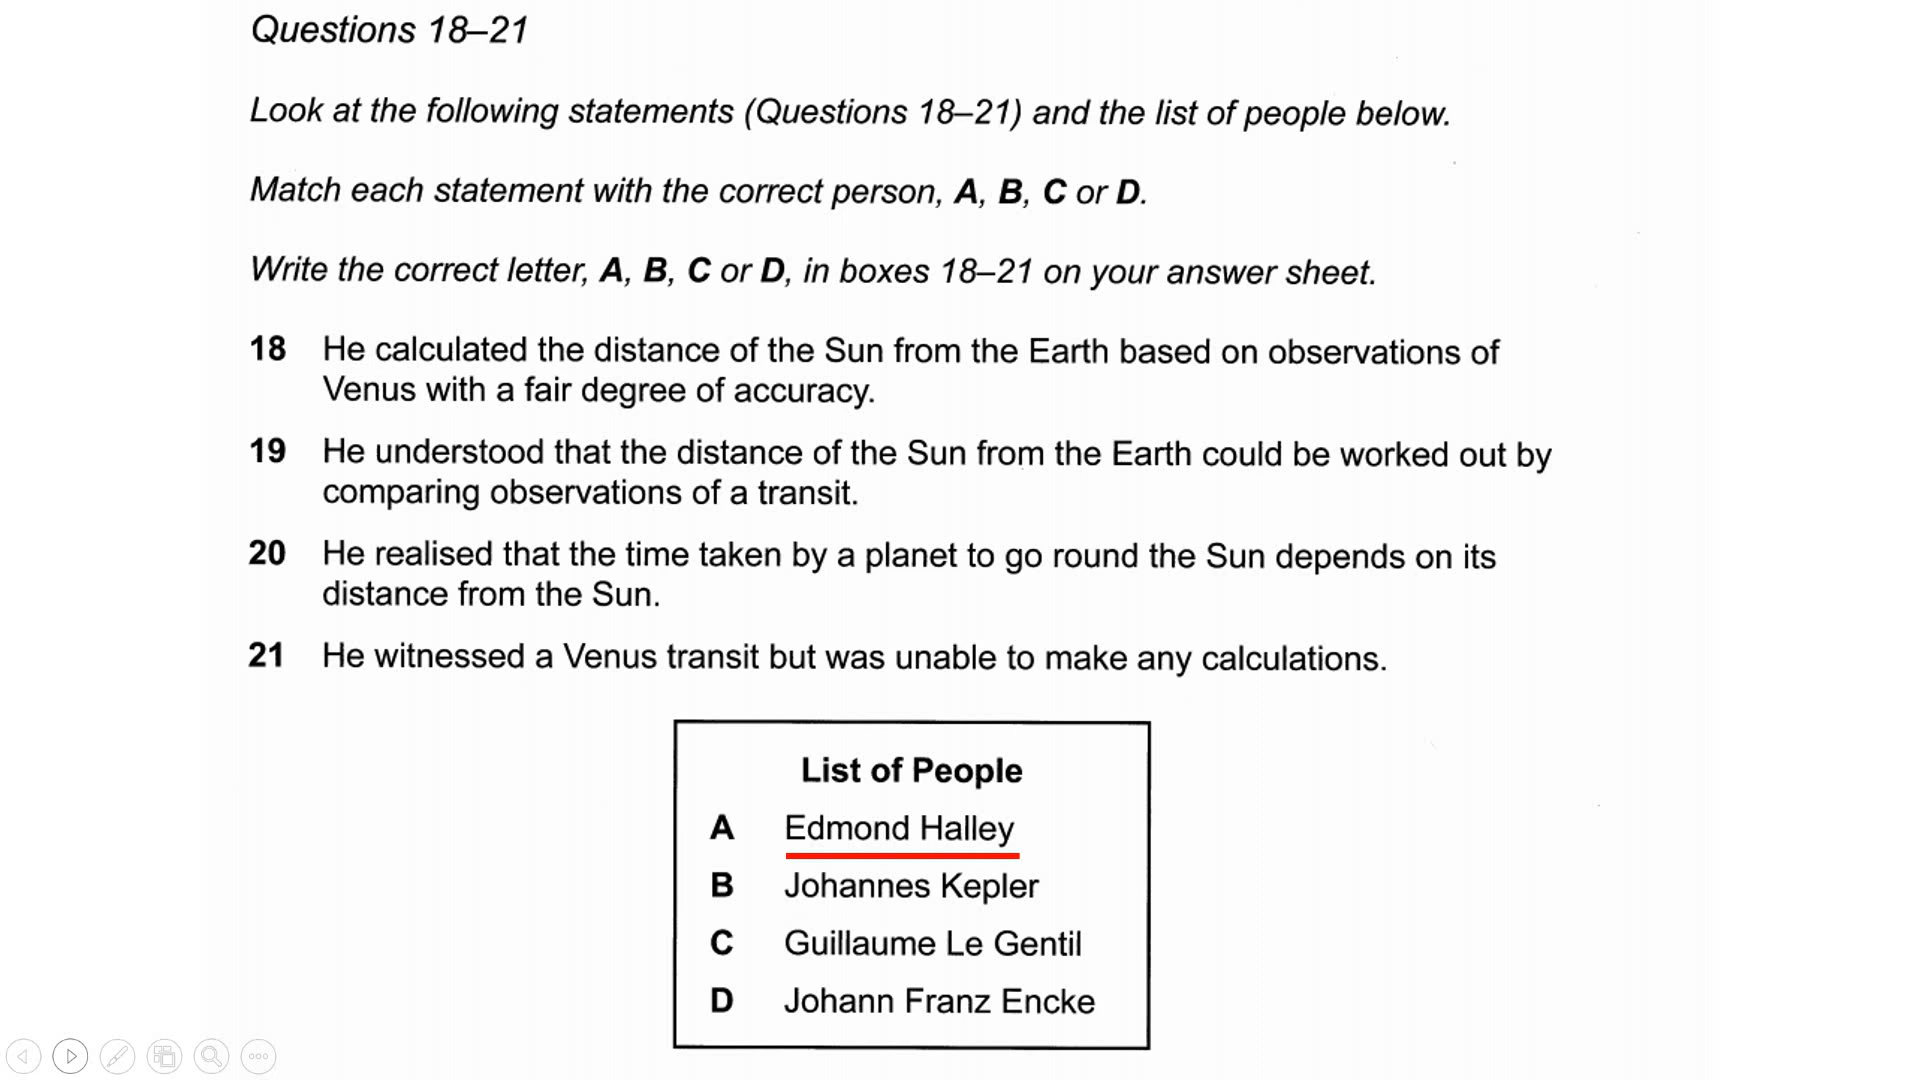 Questions 18–21
Look at the following statements (Questions 18–21) and the list of people below.
Match each statement with the correct person, A, B, C or D.
Write the correct letter, A, B, C or D, in boxes 18–21 on your answer sheet.
18 He calculated the distance of the Sun from the Earth based on observations of
Venus with a fair degree of accuracy.
19 He understood that the distance of the Sun from the Earth could be worked out by
comparing observations of a transit.
20 He realised that the time taken by a planet to go round the Sun depends on its
distance from the Sun.
21 He witnessed a Venus transit but was unable to make any calculations.
List of People
A Edmond Halley
B Johannes Kepler
C Guillaume Le Gentil
D Johann Franz Encke